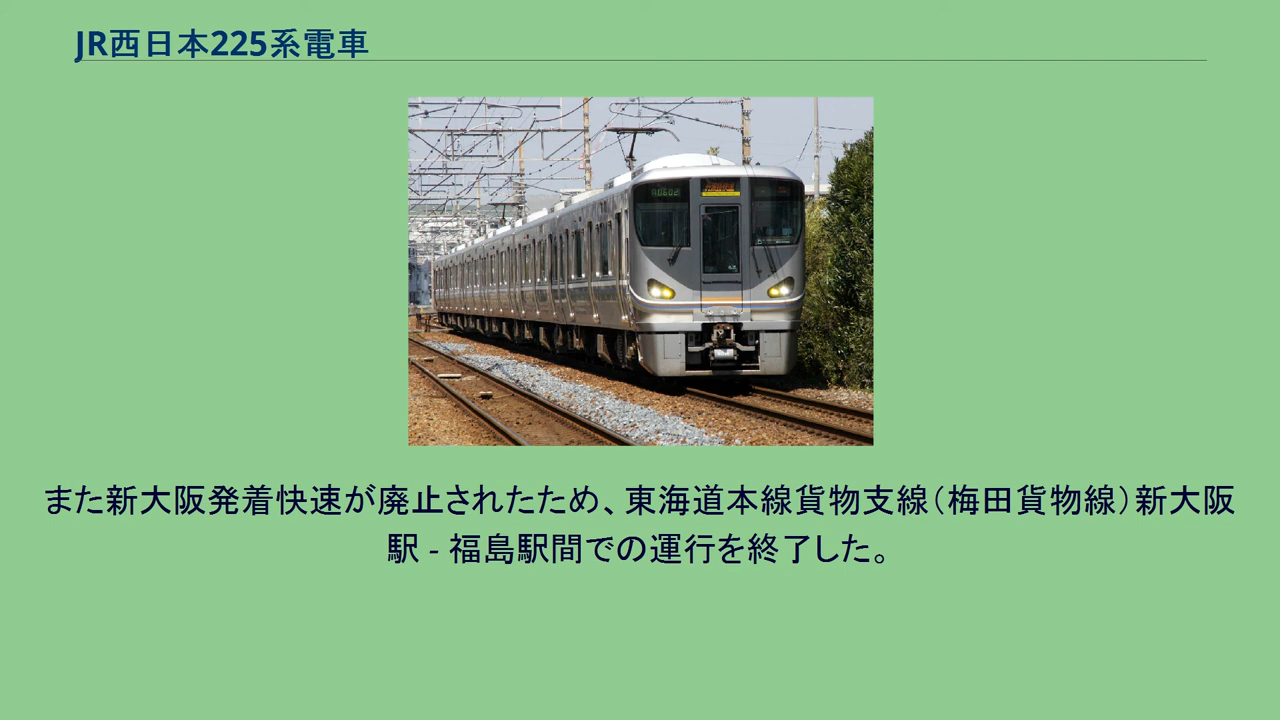 JR西日本225系電車
また新大阪発着快速が廃止されたため、東海道本線貨物支線（梅田貨物線）新大阪
駅 - 福島駅間での運行を終了した。